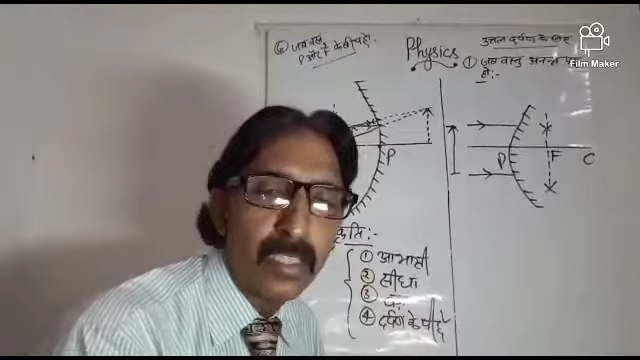 ⑥ जब वस्तु
P और F के बीच हो।
Physics
उत्तल दर्पण के लिए
① जब वस्तु अनन्त पर
हो:-
Film Maker
P
P
F
C
① आभासी
② सीधा
③
④ दर्पण के पीछे